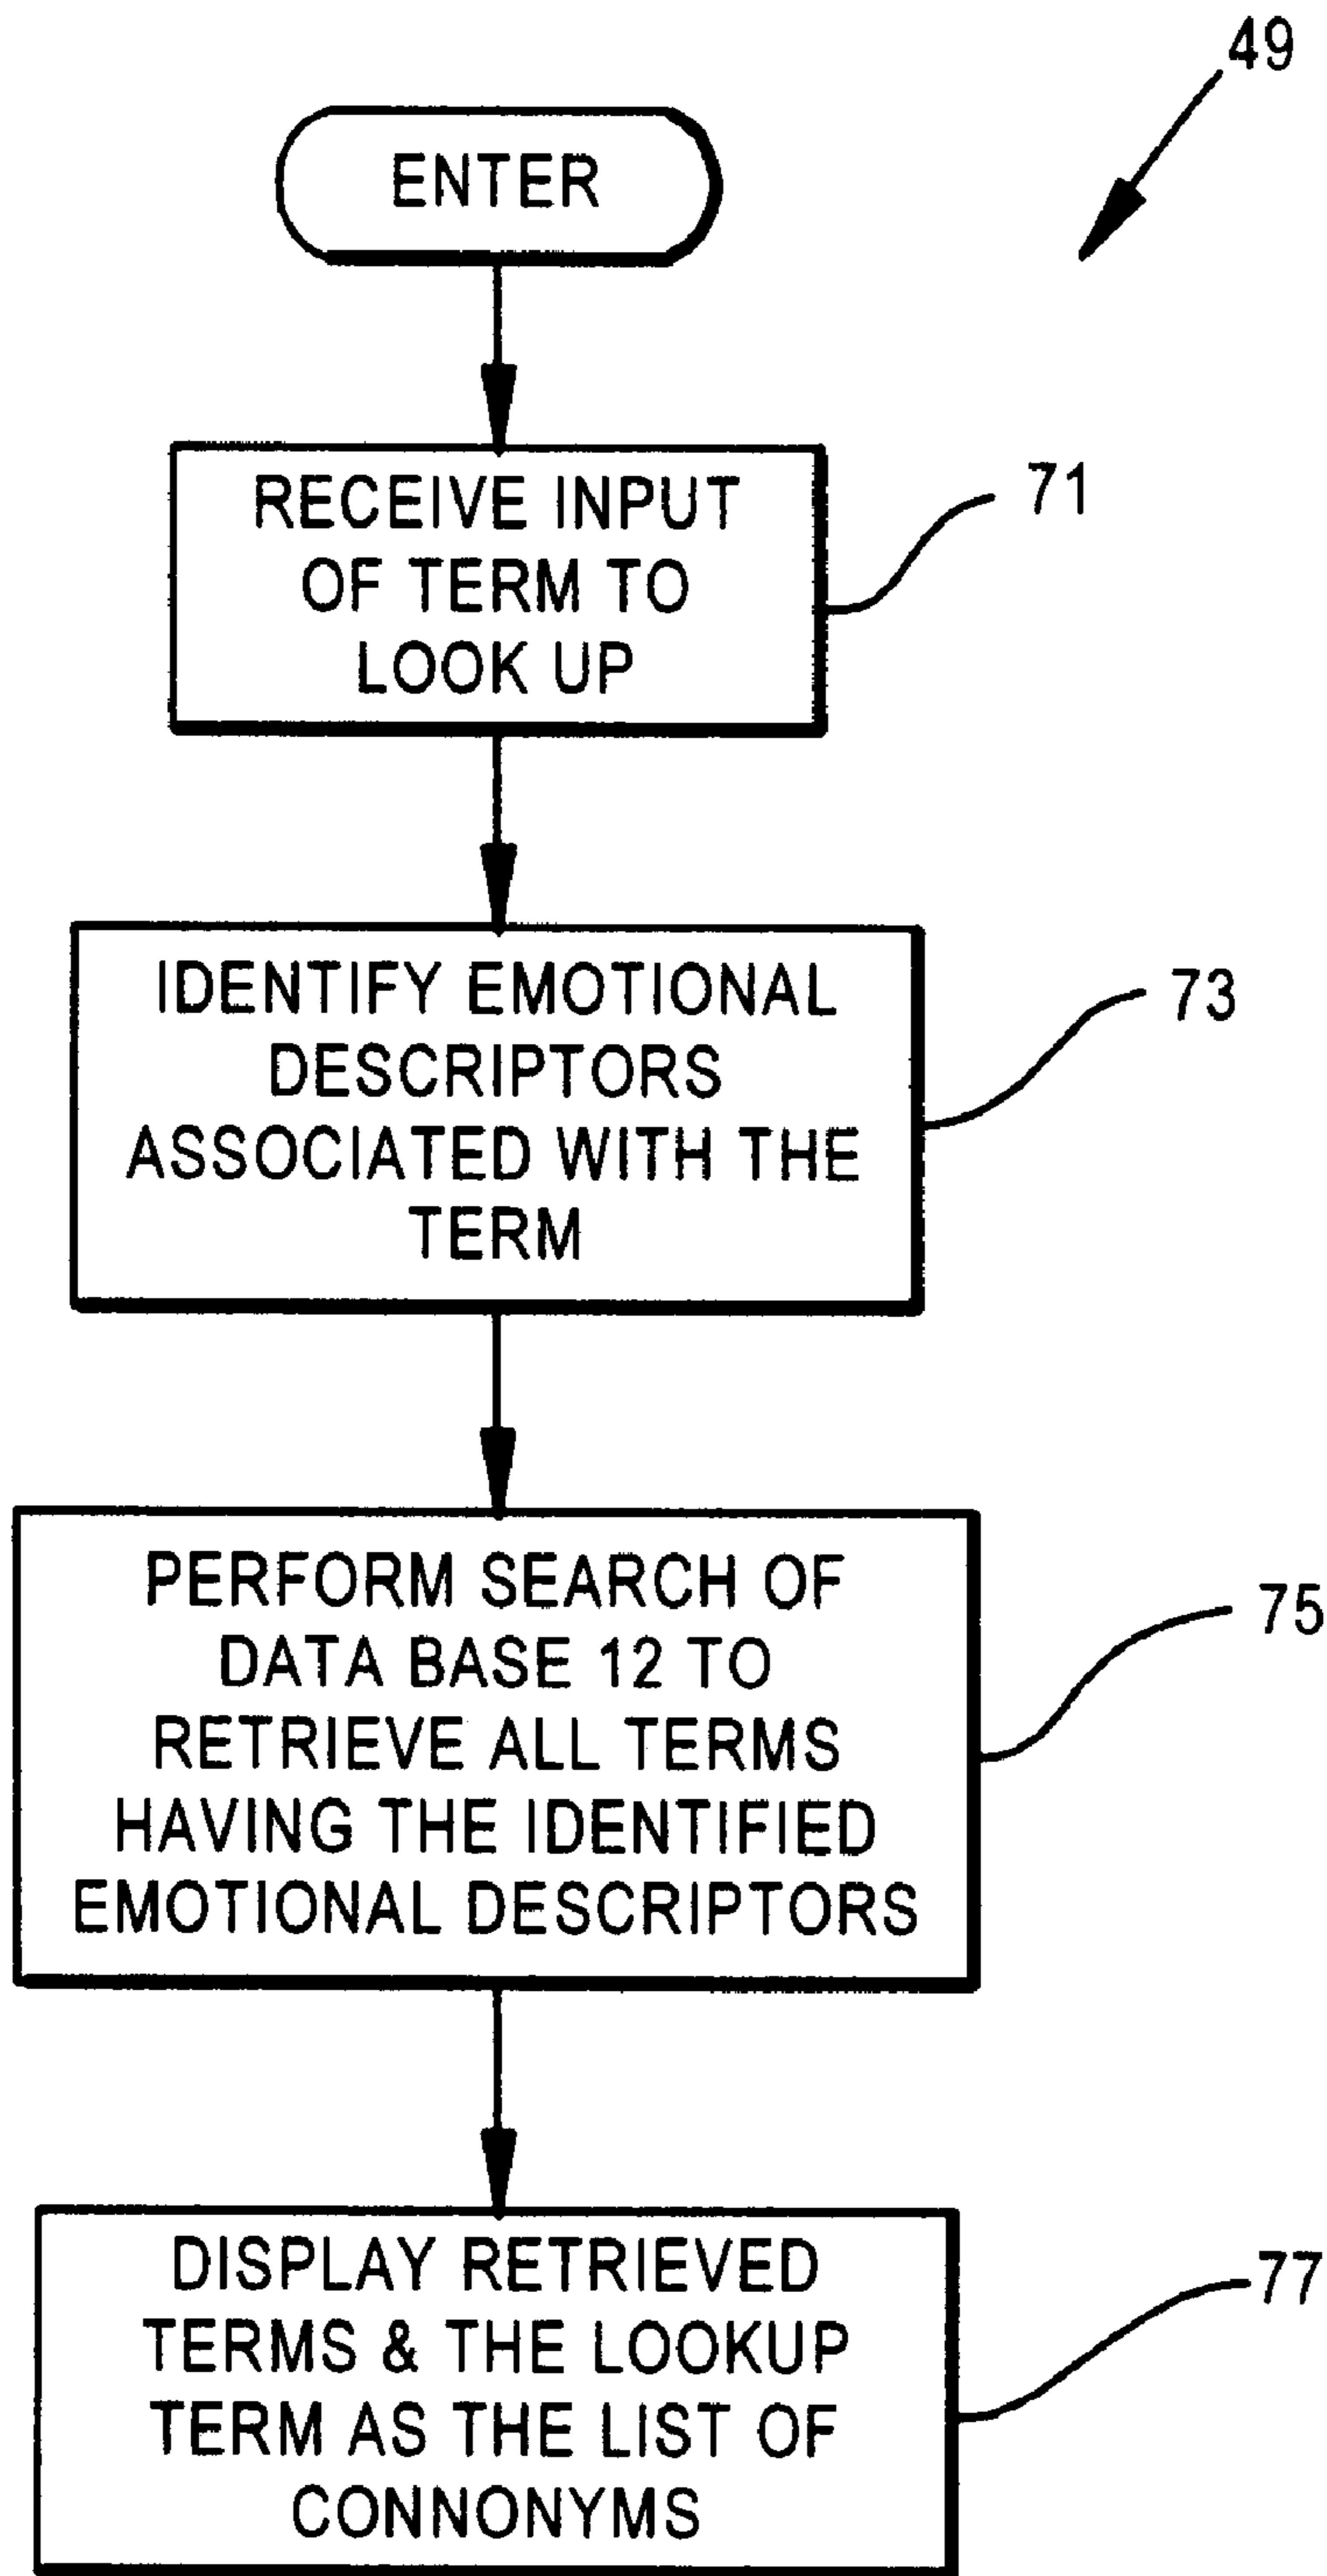 49
ENTER
RECEIVE INPUT
OF TERM TO
LOOK UP
71
IDENTIFY EMOTIONAL
DESCRIPTORS
ASSOCIATED WITH THE
TERM
73
PERFORM SEARCH OF
DATA BASE 12 TO
RETRIEVE ALL TERMS
HAVING THE IDENTIFIED
EMOTIONAL DESCRIPTORS
75
DISPLAY RETRIEVED
TERMS & THE LOOKUP
TERM AS THE LIST OF
CONNONYMS
77